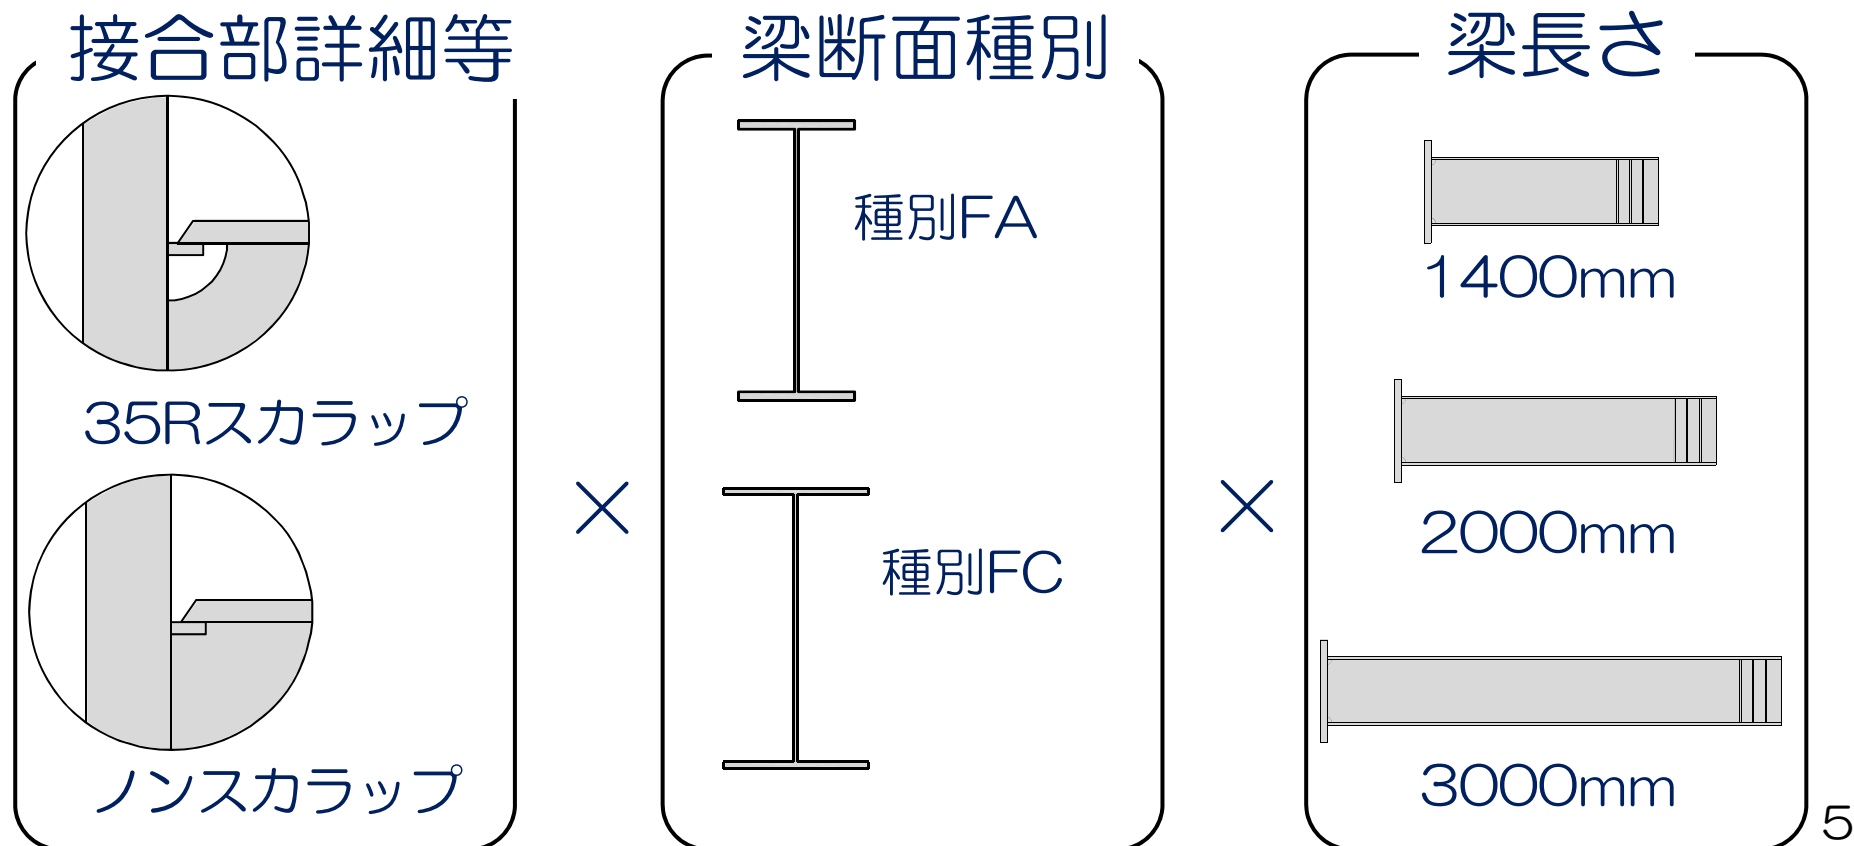 接合部詳細等
35Rスカラップ
ノンスカラップ
×
梁断面種別
種別FA
種別FC
×
梁長さ
1400mm
2000mm
3000mm
5